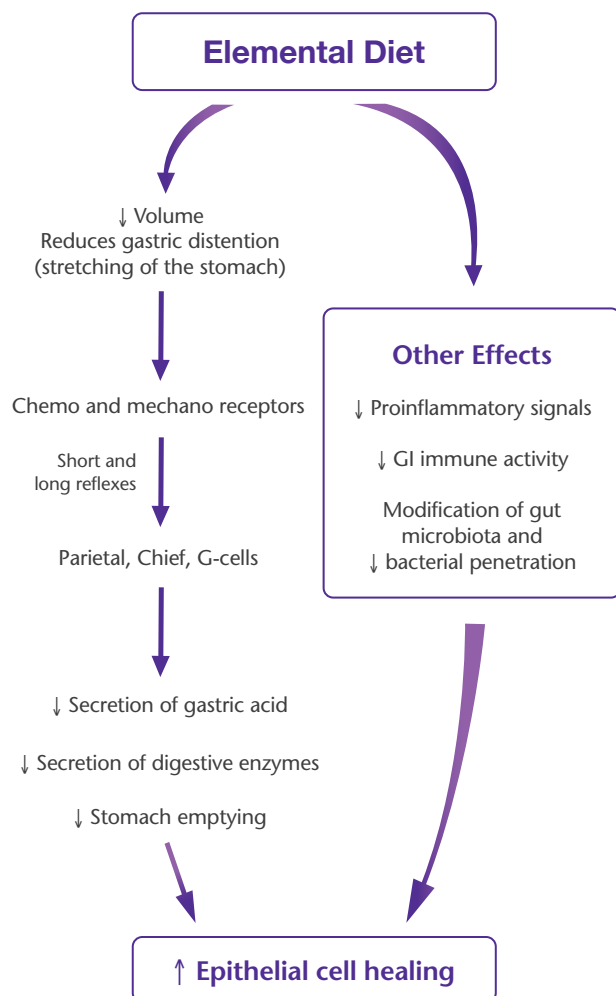 Elemental Diet
↓ Volume
Reduces gastric distention
(stretching of the stomach)
Chemo and mechano receptors
Short and
long reflexes
Parietal, Chief, G-cells
↓ Secretion of gastric acid
↓ Secretion of digestive enzymes
↓ Stomach emptying
Other Effects
↓ Proinflammatory signals
↓ GI immune activity
Modification of gut
microbiota and
↓ bacterial penetration
↑ Epithelial cell healing